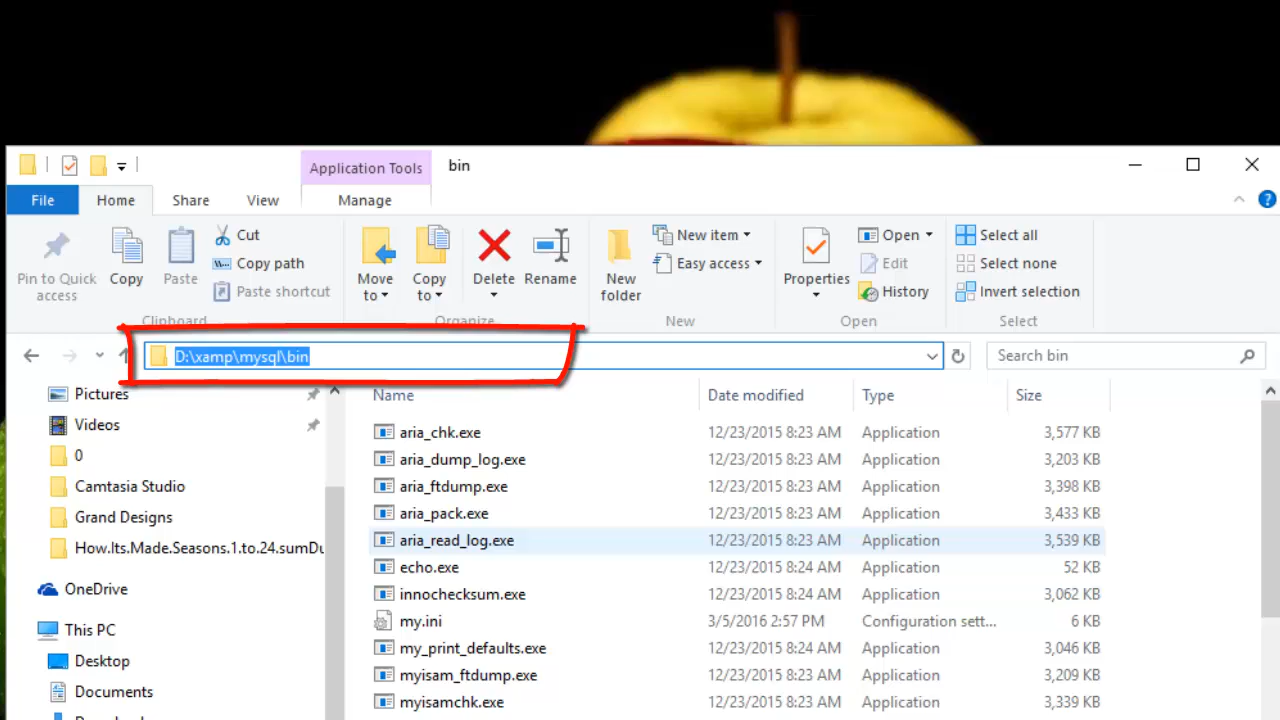 Application Tools bin
File Home Share View Manage
Pin to Quick access
Copy
Paste
Cut
Copy path
Paste shortcut
Clipboard
Move to
Copy to
Delete
Rename
Organize
New folder
New item
Easy access
New
Properties
Open
Edit
History
Open
Select all
Select none
Invert selection
Select
D:\xamp\mysql\bin
Search bin
Pictures
Videos
0
Camtasia Studio
Grand Designs
How.Its.Made.Seasons.1.to.24.sumDu
OneDrive
This PC
Desktop
Documents
Name Date modified Type Size
aria_chk.exe 12/23/2015 8:23 AM Application 3,577 KB
aria_dump_log.exe 12/23/2015 8:23 AM Application 3,203 KB
aria_ftdump.exe 12/23/2015 8:23 AM Application 3,398 KB
aria_pack.exe 12/23/2015 8:23 AM Application 3,433 KB
aria_read_log.exe 12/23/2015 8:23 AM Application 3,539 KB
echo.exe 12/23/2015 8:24 AM Application 52 KB
innochecksum.exe 12/23/2015 8:24 AM Application 3,062 KB
my.ini 3/5/2016 2:57 PM Configuration sett... 6 KB
my_print_defaults.exe 12/23/2015 8:24 AM Application 3,046 KB
myisam_ftdump.exe 12/23/2015 8:24 AM Application 3,209 KB
myisamchk.exe 12/23/2015 8:24 AM Application 3,339 KB